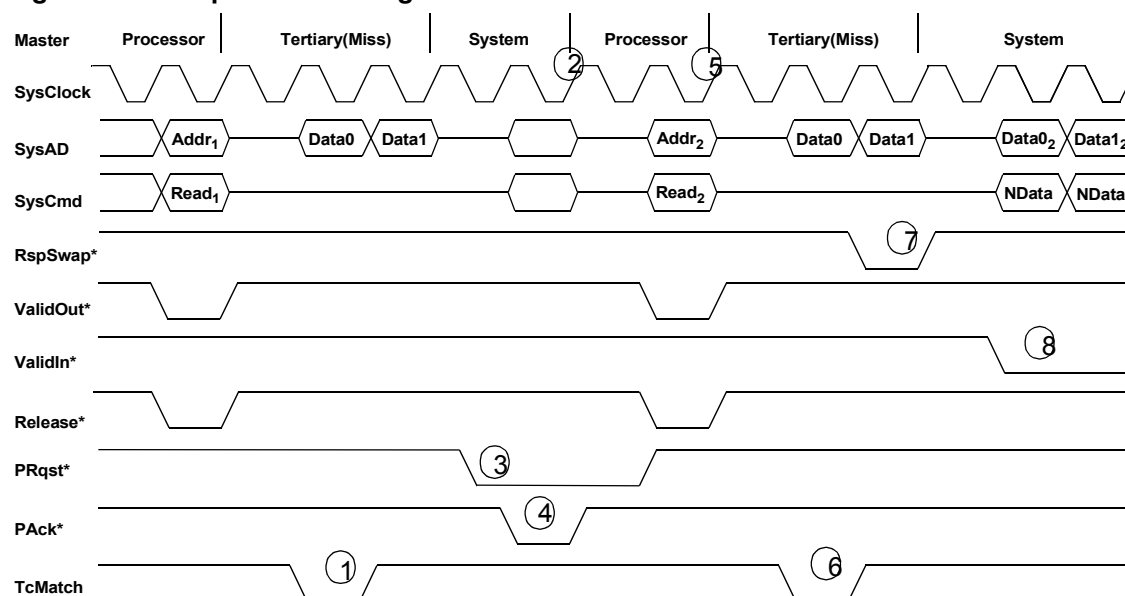 Master Processor Tertiary(Miss) System Processor Tertiary(Miss) System
2 5
SysClock
SysAD Addr1 Data0 Data1 Addr2 Data0 Data1 Data02 Data12
SysCmd Read1 Read2 NData NData
RspSwap* 7
ValidOut*
ValidIn* 8
Release*
PRqst* 3
PAck* 4
TcMatch 1 6